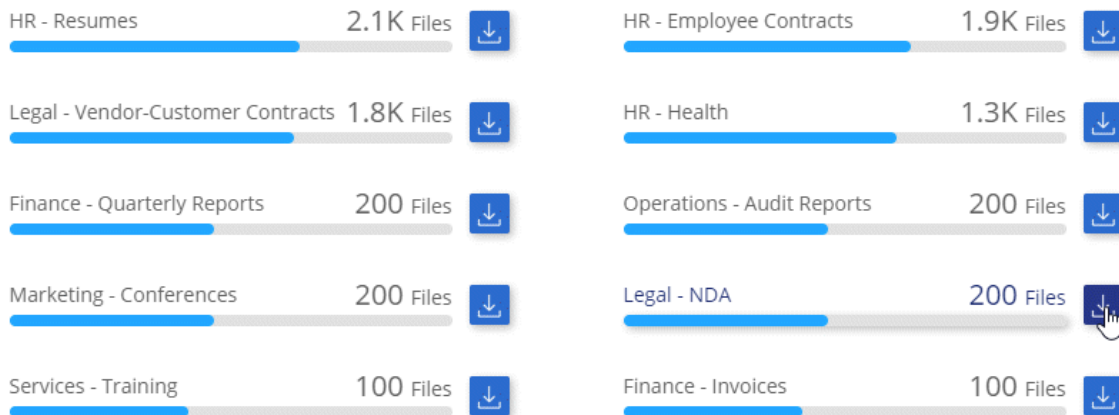 HR - Resumes 2.1K Files
HR - Employee Contracts 1.9K Files
Legal - Vendor-Customer Contracts 1.8K Files
HR - Health 1.3K Files
Finance - Quarterly Reports 200 Files
Operations - Audit Reports 200 Files
Marketing - Conferences 200 Files
Legal - NDA 200 Files
Services - Training 100 Files
Finance - Invoices 100 Files